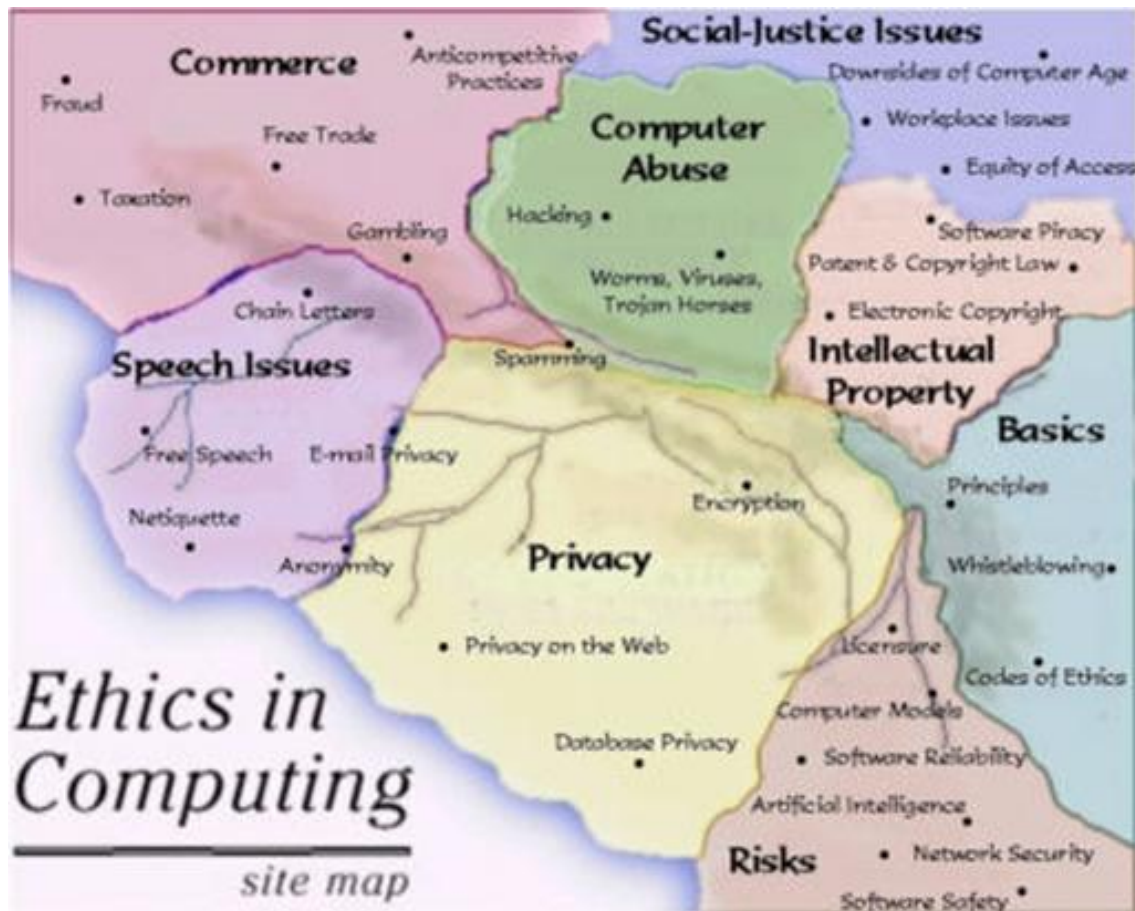 Commerce
Anticompetitive
Practices
Fraud
Free Trade
Taxation
Gambling
Social-Justice Issues
Downsides of Computer Age
Workplace Issues
Equity of Access
Computer
Abuse
Hacking
Worms, Viruses,
Trojan Horses
Spamming
Software Piracy
Patent & Copyright Law
Electronic Copyright
Intellectual
Property
Chain Letters
Speech Issues
Free Speech
E-mail Privacy
Netiquette
Anonymity
Encryption
Privacy
Privacy on the Web
Database Privacy
Basics
Principles
Whistleblowing
Codes of Ethics
Licensure
Computer Models
Software Reliability
Artificial Intelligence
Risks
Network Security
Software Safety
Ethics in
Computing
site map